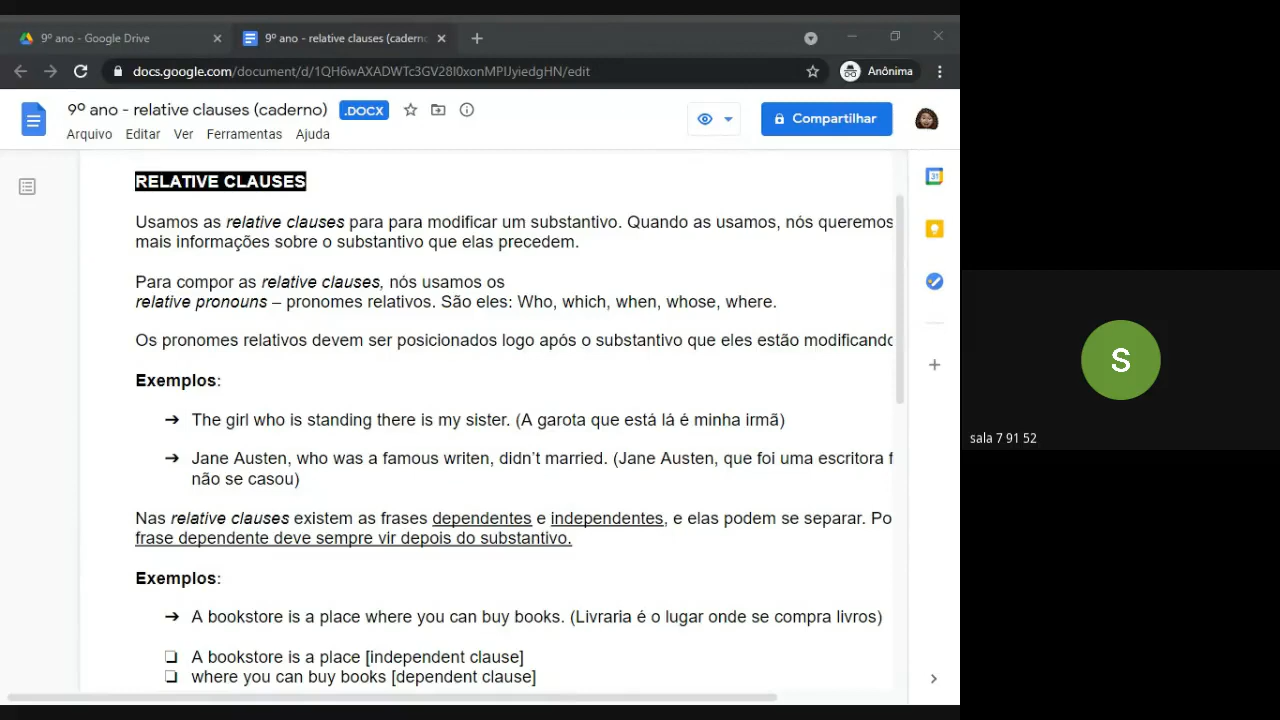 9º ano - Google Drive
9º ano - relative clauses (cadern
docs.google.com/document/d/1QH6wAXADWTc3GV28I0xonMPIJyiedgHN/edit
Anônima
9º ano - relative clauses (caderno) .DOCX
Compartilhar
Arquivo Editar Ver Ferramentas Ajuda
RELATIVE CLAUSES
Usamos as relative clauses para para modificar um substantivo. Quando as usamos, nós queremos
mais informações sobre o substantivo que elas precedem.
Para compor as relative clauses, nós usamos os
relative pronouns – pronomes relativos. São eles: Who, which, when, whose, where.
Os pronomes relativos devem ser posicionados logo após o substantivo que eles estão modificando
Exemplos:
➔ The girl who is standing there is my sister. (A garota que está lá é minha irmã)
➔ Jane Austen, who was a famous writen, didn’t married. (Jane Austen, que foi uma escritora f
não se casou)
Nas relative clauses existem as frases dependentes e independentes, e elas podem se separar. Po
frase dependente deve sempre vir depois do substantivo.
Exemplos:
➔ A bookstore is a place where you can buy books. (Livraria é o lugar onde se compra livros)
❏ A bookstore is a place [independent clause]
❏ where you can buy books [dependent clause]
31
S
sala 7 91 52